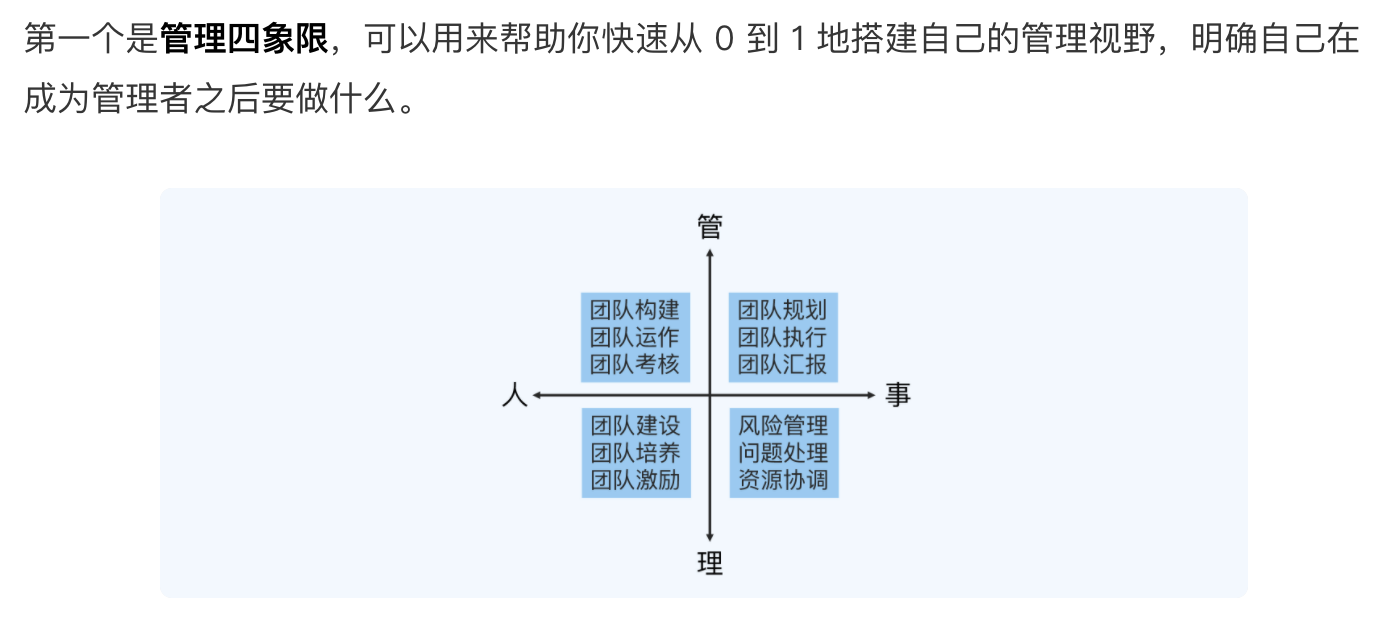 第一个是管理四象限，可以用来帮助你快速从 0 到 1 地搭建自己的管理视野，明确自己在
成为管理者之后要做什么。
管
团队构建
团队运作
团队考核
团队规划
团队执行
团队汇报
人
事
团队建设
团队培养
团队激励
风险管理
问题处理
资源协调
理